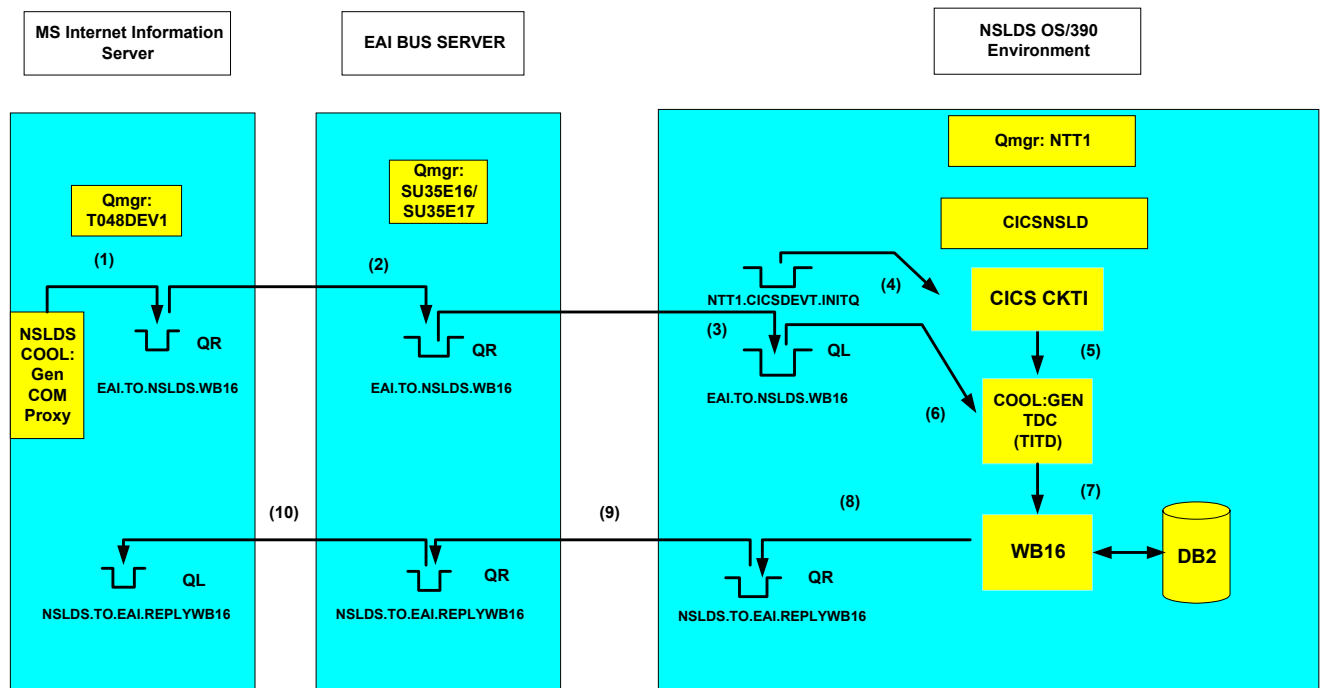 MS Internet Information
Server
EAI BUS SERVER
NSLDS OS/390
Environment
Qmgr: NTT1
Qmgr:
SU35E16/
SU35E17
Qmgr:
T048DEV1
CICSNSLD
(1)
(2)
(4)
NTT1.CICSDEVT.INITQ
CICS CKTI
NSLDS
COOL:
Gen
COM
Proxy
QR
EAI.TO.NSLDS.WB16
QR
EAI.TO.NSLDS.WB16
(3)
QL
EAI.TO.NSLDS.WB16
(5)
(6)
COOL:GEN
TDC
(TITD)
(7)
(8)
(9)
(10)
WB16
DB2
QL
NSLDS.TO.EAI.REPLYWB16
QR
NSLDS.TO.EAI.REPLYWB16
QR
NSLDS.TO.EAI.REPLYWB16